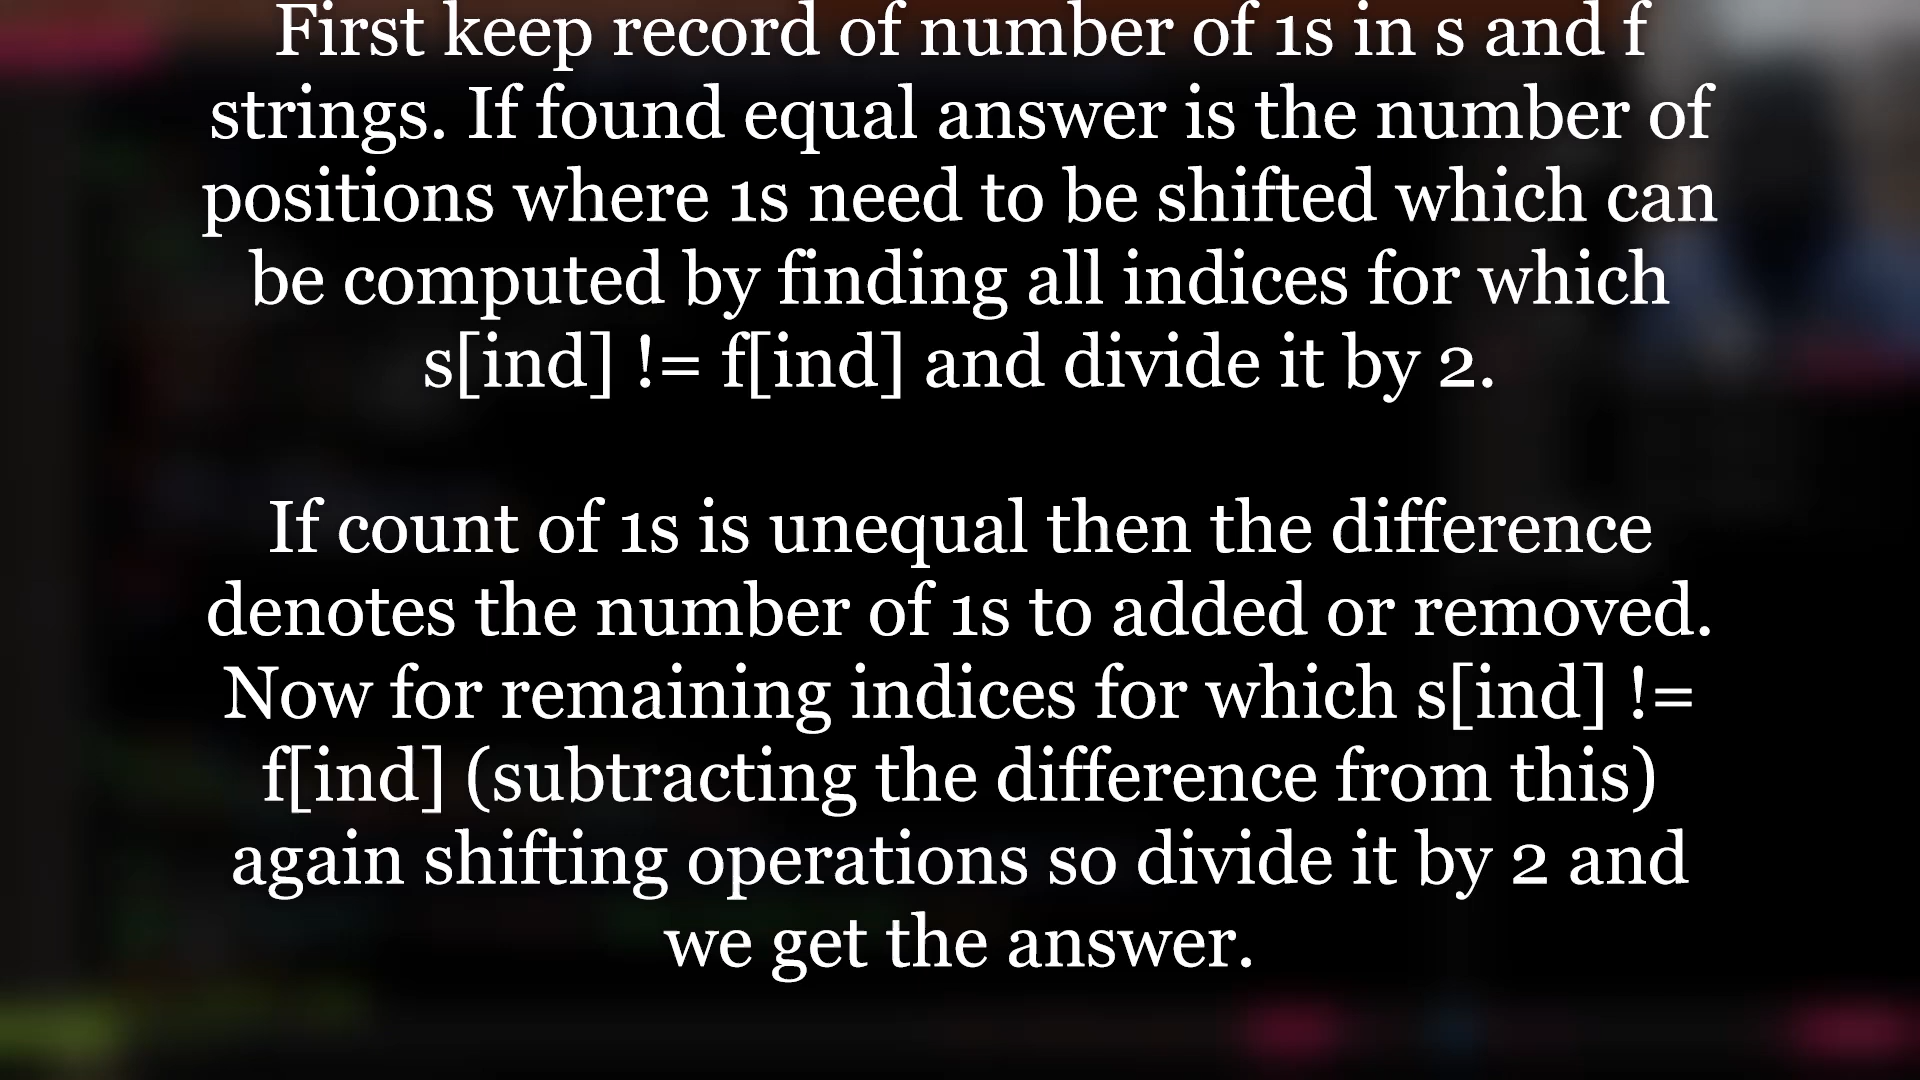 First keep record of number of 1s in s and f
strings. If found equal answer is the number of
positions where 1s need to be shifted which can
be computed by finding all indices for which
s[ind] != f[ind] and divide it by 2.
If count of 1s is unequal then the difference
denotes the number of 1s to added or removed.
Now for remaining indices for which s[ind] !=
f[ind] (subtracting the difference from this)
again shifting operations so divide it by 2 and
we get the answer.